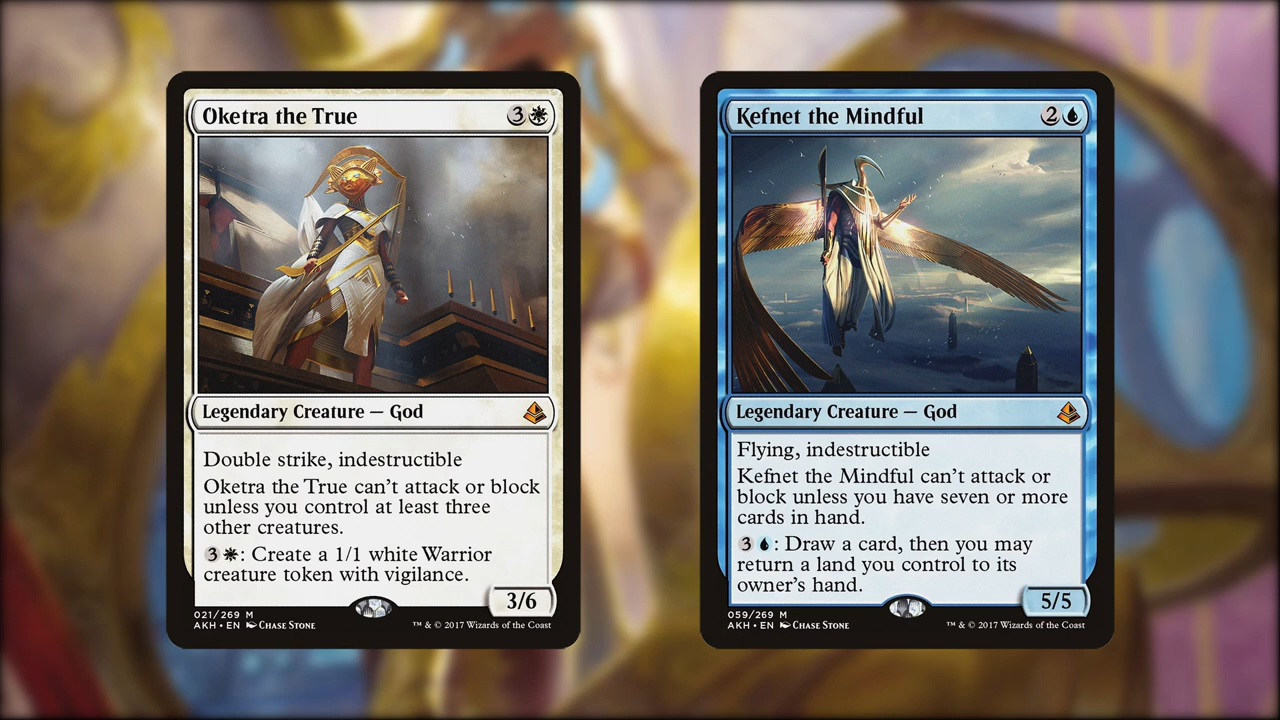 Oketra the True 3
Legendary Creature — God
Double strike, indestructible
Oketra the True can't attack or block
unless you control at least three
other creatures.
3 : Create a 1/1 white Warrior
creature token with vigilance.
3/6
021/269 M
AKH • EN Chase Stone
™ & © 2017 Wizards of the Coast
Kefnet the Mindful 2
Legendary Creature — God
Flying, indestructible
Kefnet the Mindful can't attack or
block unless you have seven or more
cards in hand.
3 : Draw a card, then you may
return a land you control to its
owner's hand.
5/5
059/269 M
AKH • EN Chase Stone
™ & © 2017 Wizards of the Coast